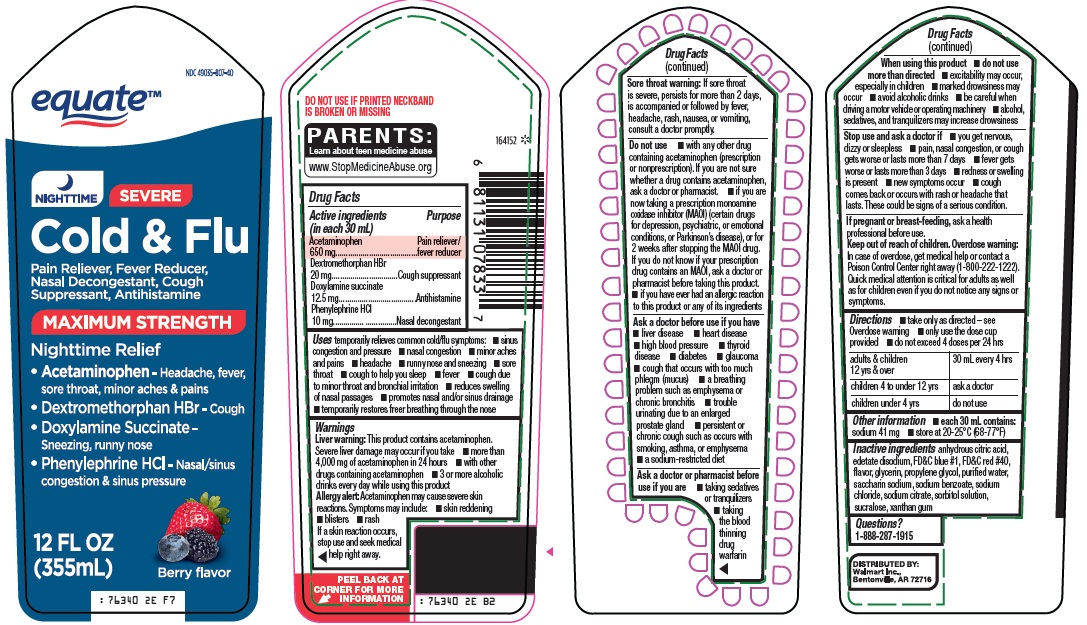 NDC 49035-807-40
equate™
NIGHTTIME
SEVERE
Cold & Flu
Pain Reliever, Fever Reducer,
Nasal Decongestant, Cough
Suppressant, Antihistamine
MAXIMUM STRENGTH
Nighttime Relief
• Acetaminophen – Headache, fever,
sore throat, minor aches & pains
• Dextromethorphan HBr – Cough
• Doxylamine Succinate –
Sneezing, runny nose
• Phenylephrine HCl – Nasal/sinus
congestion & sinus pressure
12 FL OZ
(355mL)
Berry flavor
: 76340 2E F7
DO NOT USE IF PRINTED NECKBAND
IS BROKEN OR MISSING
PARENTS:
Learn about teen medicine abuse
www.StopMedicineAbuse.org
164152
6 81131 07833 7
Drug Facts
Active ingredients Purpose
(in each 30 mL)
Acetaminophen Pain reliever/
650 mg......................fever reducer
Dextromethorphan HBr
20 mg......................Cough suppressant
Doxylamine succinate
12.5 mg..........................Antihistamine
Phenylephrine HCl
10 mg.....................Nasal decongestant
Uses temporarily relieves common cold/flu symptoms: ■ sinus
congestion and pressure ■ nasal congestion ■ minor aches
and pains ■ headache ■ runny nose and sneezing ■ sore
throat ■ cough to help you sleep ■ fever ■ cough due
to minor throat and bronchial irritation ■ reduces swelling
of nasal passages ■ promotes nasal and/or sinus drainage
■ temporarily restores freer breathing through the nose
Warnings
Liver warning: This product contains acetaminophen.
Severe liver damage may occur if you take ■ more than
4,000 mg of acetaminophen in 24 hours ■ with other
drugs containing acetaminophen ■ 3 or more alcoholic
drinks every day while using this product
Allergy alert: Acetaminophen may cause severe skin
reactions. Symptoms may include: ■ skin reddening
■ blisters ■ rash
If a skin reaction occurs,
stop use and seek medical
help right away.
PEEL BACK AT
CORNER FOR MORE
INFORMATION
: 76340 2E B2
Drug Facts
(continued)
Sore throat warning: If sore throat
is severe, persists for more than 2 days,
is accompanied or followed by fever,
headache, rash, nausea, or vomiting,
consult a doctor promptly.
Do not use ■ with any other drug
containing acetaminophen (prescription
or nonprescription). If you are not sure
whether a drug contains acetaminophen,
ask a doctor or pharmacist. ■ if you are
now taking a prescription monoamine
oxidase inhibitor (MAOI) (certain drugs
for depression, psychiatric, or emotional
conditions, or Parkinson's disease), or for
2 weeks after stopping the MAOI drug.
If you do not know if your prescription
drug contains an MAOI, ask a doctor or
pharmacist before taking this product.
■ if you have ever had an allergic reaction
to this product or any of its ingredients
Ask a doctor before use if you have
■ liver disease ■ heart disease
■ high blood pressure ■ thyroid
disease ■ diabetes ■ glaucoma
■ cough that occurs with too much
phlegm (mucus) ■ a breathing
problem such as emphysema or
chronic bronchitis ■ trouble
urinating due to an enlarged
prostate gland ■ persistent or
chronic cough such as occurs with
smoking, asthma, or emphysema
■ a sodium-restricted diet
Ask a doctor or pharmacist before
use if you are ■ taking sedatives
or tranquilizers
■ taking
the blood
thinning
drug
warfarin
Drug Facts
(continued)
When using this product ■ do not use
more than directed ■ excitability may occur,
especially in children ■ marked drowsiness may
occur ■ avoid alcoholic drinks ■ be careful when
driving a motor vehicle or operating machinery ■ alcohol,
sedatives, and tranquilizers may increase drowsiness
Stop use and ask a doctor if ■ you get nervous,
dizzy or sleepless ■ pain, nasal congestion, or cough
gets worse or lasts more than 7 days ■ fever gets
worse or lasts more than 3 days ■ redness or swelling
is present ■ new symptoms occur ■ cough
comes back or occurs with rash or headache that
lasts. These could be signs of a serious condition.
If pregnant or breast-feeding, ask a health
professional before use.
Keep out of reach of children. Overdose warning:
In case of overdose, get medical help or contact a
Poison Control Center right away (1-800-222-1222).
Quick medical attention is critical for adults as well
as for children even if you do not notice any signs or
symptoms.
Directions ■ take only as directed – see
Overdose warning ■ only use the dose cup
provided ■ do not exceed 4 doses per 24 hrs
adults & children 30 mL every 4 hrs
12 yrs & over
children 4 to under 12 yrs ask a doctor
children under 4 yrs do not use
Other information ■ each 30 mL contains:
sodium 41 mg ■ store at 20-25°C (68-77°F)
Inactive ingredients anhydrous citric acid,
edetate disodium, FD&C blue #1, FD&C red #40,
flavor, glycerin, propylene glycol, purified water,
saccharin sodium, sodium benzoate, sodium
chloride, sodium citrate, sorbitol solution,
sucralose, xanthan gum
Questions?
1-888-287-1915
DISTRIBUTED BY:
Walmart Inc.,
Bentonville, AR 72716